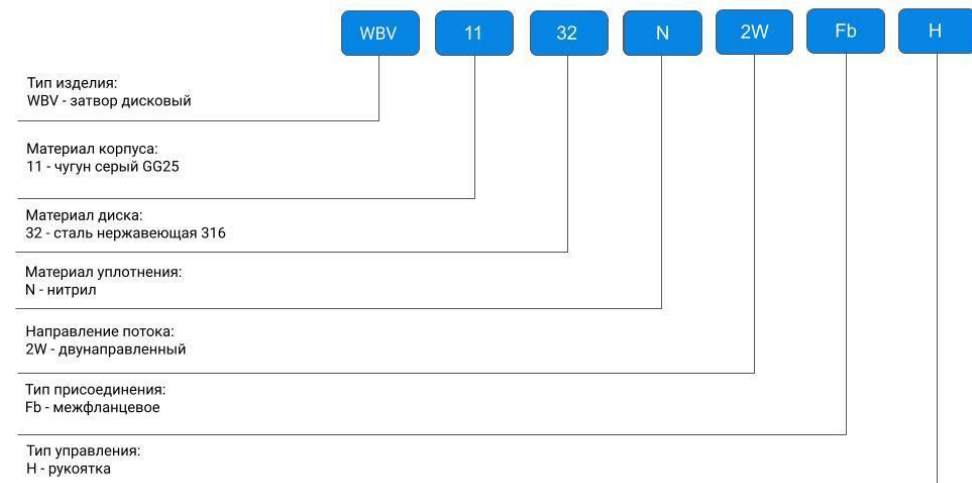 WBV 11 32 N 2W Fb H
Тип изделия:
WBV - затвор дисковый
Материал корпуса:
11 - чугун серый GG25
Материал диска:
32 - сталь нержавеющая 316
Материал уплотнения:
N - нитрил
Направление потока:
2W - двунаправленный
Тип присоединения:
Fb - межфланцевое
Тип управления:
H - рукоятка